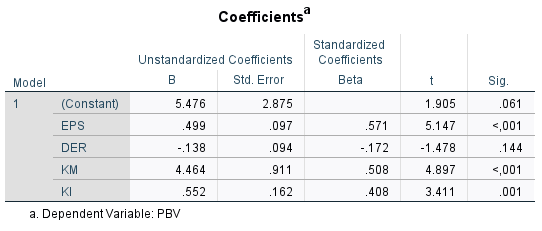 Coefficientsa
Unstandardized Coefficients Standardized Coefficients
Model B Std. Error Beta t Sig.
1 (Constant) 5.476 2.875 1.905 .061
EPS .499 .097 .571 5.147 <,001
DER -.138 .094 -.172 -1.478 .144
KM 4.464 .911 .508 4.897 <,001
KI .552 .162 .408 3.411 .001
a. Dependent Variable: PBV